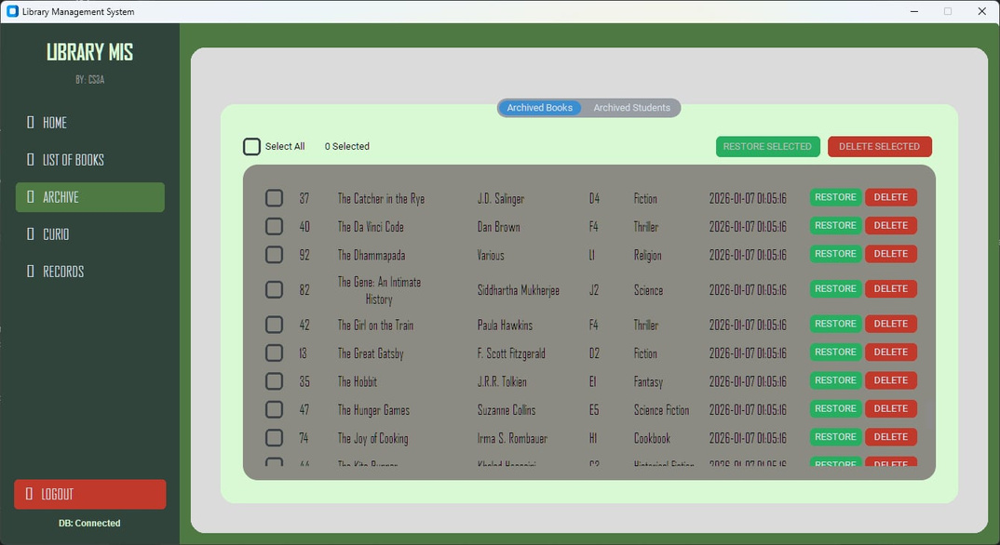 Library Management System
LIBRARY MIS
BY: CS3A
HOME
LIST OF BOOKS
ARCHIVE
CURIO
RECORDS
LOGOUT
DB: Connected
Archived Books Archived Students
Select All 0 Selected RESTORE SELECTED DELETE SELECTED
37 The Catcher in the Rye J.D. Salinger D4 Fiction 2026-01-07 01:05:16 RESTORE DELETE
40 The Da Vinci Code Dan Brown F4 Thriller 2026-01-07 01:05:16 RESTORE DELETE
92 The Dhammapada Various L1 Religion 2026-01-07 01:05:16 RESTORE DELETE
82 The Gene: An Intimate
History Siddhartha Mukherjee J2 Science 2026-01-07 01:05:16 RESTORE DELETE
42 The Girl on the Train Paula Hawkins F4 Thriller 2026-01-07 01:05:16 RESTORE DELETE
13 The Great Gatsby F. Scott Fitzgerald D2 Fiction 2026-01-07 01:05:16 RESTORE DELETE
35 The Hobbit J.R.R. Tolkien E1 Fantasy 2026-01-07 01:05:16 RESTORE DELETE
47 The Hunger Games Suzanne Collins E5 Science Fiction 2026-01-07 01:05:16 RESTORE DELETE
74 The Joy of Cooking Irma S. Rombauer H1 Cookbook 2026-01-07 01:05:16 RESTORE DELETE
The Kite Runner Khaled Hosseini Historical Fiction 2026-01-07 01:05:16 RESTORE DELETE